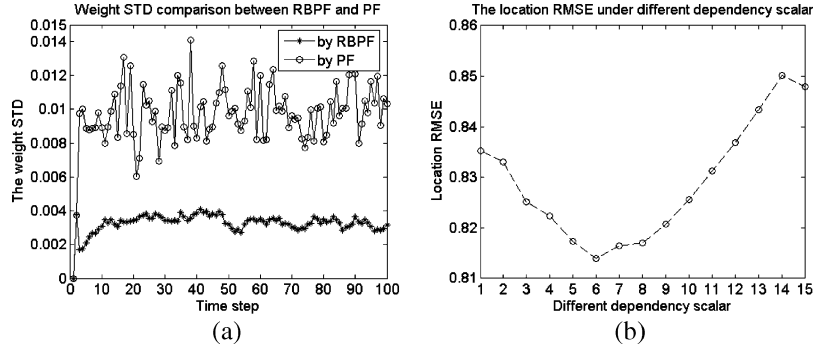 Weight STD comparison between RBPF and PF
0.015
0.014
0.012
0.01
0.008
0.006
0.004
0.002
0
The weight STD
by RBPF
by PF
0 10 20 30 40 50 60 70 80 90 100
Time step
(a)
The location RMSE under different dependency scalar
0.86
0.85
0.84
0.83
0.82
0.81
Location RMSE
1 2 3 4 5 6 7 8 9 10 11 12 13 14 15
Different dependency scalar
(b)